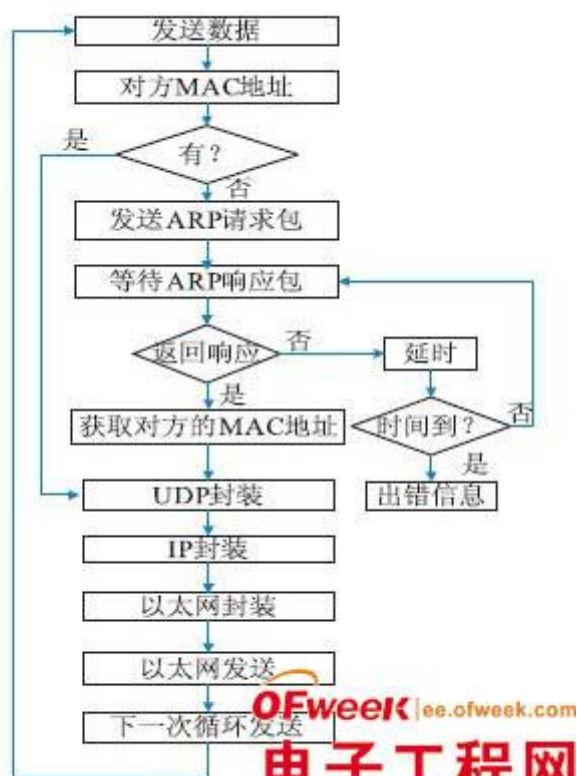 发送数据
对方MAC地址
是
有？
否
发送ARP请求包
等待ARP响应包
返回响应
否
延时
是
获取对方的MAC地址
时间到？
否
是
UDP封装
出错信息
IP封装
以太网封装
以太网发送
OFweek | ee.ofweek.com
下一次循环发送
电子工程网